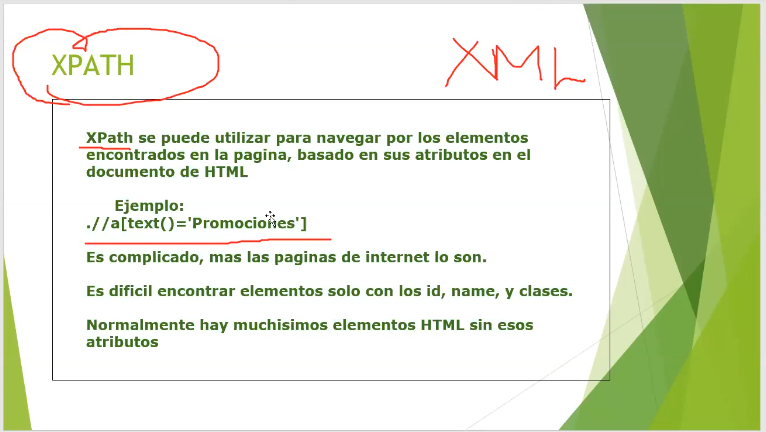 XPATH
XML
XPath se puede utilizar para navegar por los elementos
encontrados en la pagina, basado en sus atributos en el
documento de HTML
Ejemplo:
.//a[text()='Promociones']
Es complicado, mas las paginas de internet lo son.
Es dificil encontrar elementos solo con los id, name, y clases.
Normalmente hay muchisimos elementos HTML sin esos
atributos